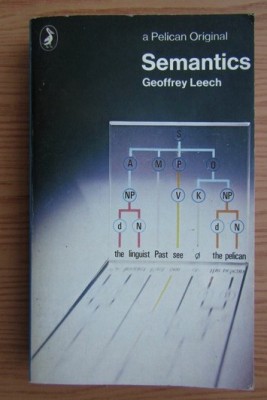 a Pelican Original
Semantics
Geoffrey Leech
S
A M P O
NP V K NP
d N d N
the linguist Past see ø the pelican